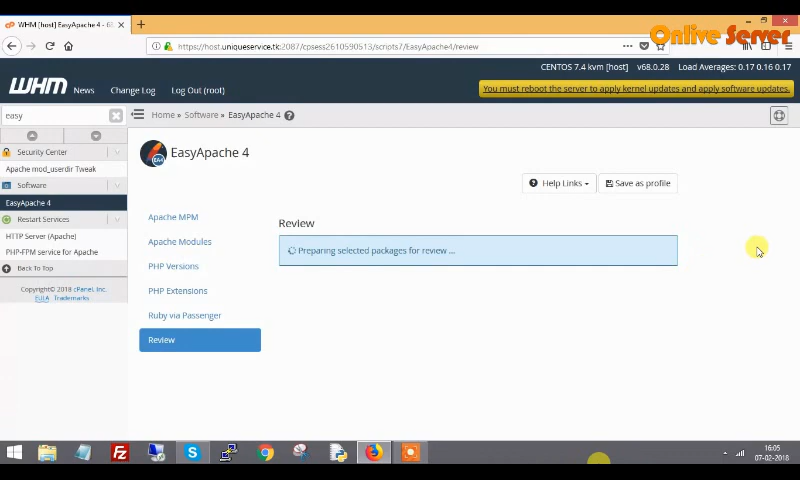 WHM [host] EasyApache 4 - 68
Onlive Server
https://host.uniqueservice.tk:2087/cpsess2610590513/scripts7/EasyApache4/review
CENTOS 7.4 kvm [host] v68.0.28 Load Averages: 0.17 0.16 0.17
WHM News Change Log Log Out (root)
You must reboot the server to apply kernel updates and apply software updates.
easy
Home » Software » EasyApache 4
Security Center
Apache mod_userdir Tweak
Software
EasyApache 4
Restart Services
HTTP Server (Apache)
PHP-FPM service for Apache
Back To Top
Copyright© 2018 cPanel, Inc.
EULA Trademarks
EA4
EasyApache 4
Help Links
Save as profile
Apache MPM
Apache Modules
PHP Versions
PHP Extensions
Ruby via Passenger
Review
Review
Preparing selected packages for review ...
16:05
07-02-2018